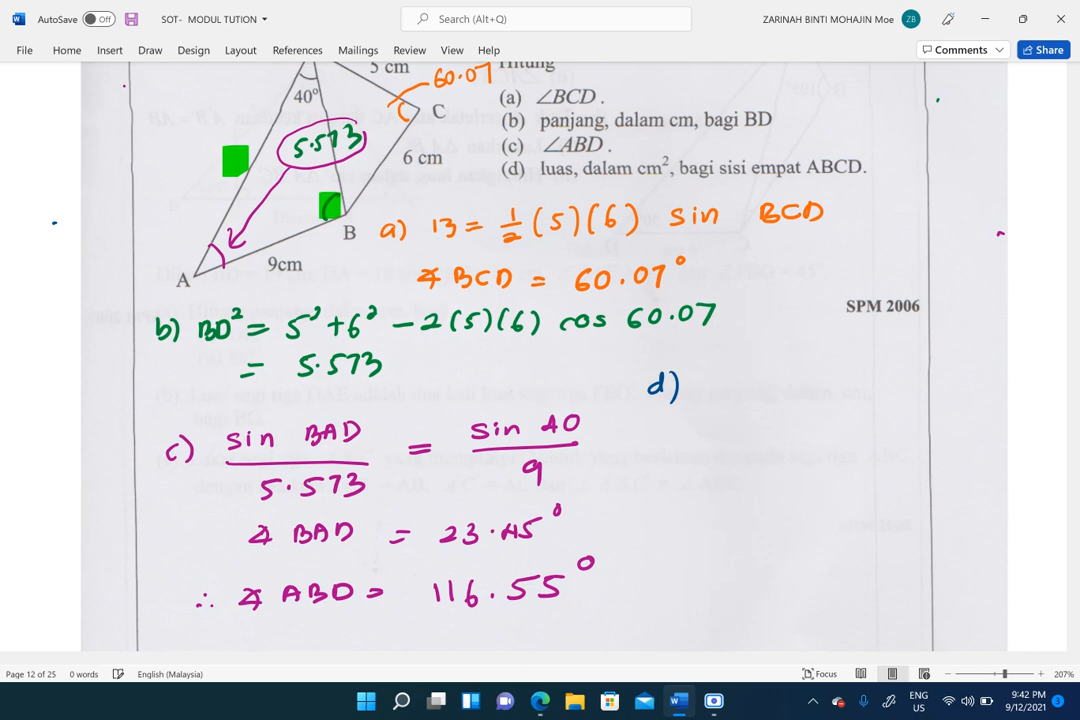 AutoSave Off SOT- MODUL TUTION Search (Alt+Q) ZARINAH BINTI MOHAJIN Moe ZB
File Home Insert Draw Design Layout References Mailings Review View Help Comments Share
5 cm
60.07
Hitung
40°
C
(a) ∠BCD.
5.573
(b) panjang, dalam cm, bagi BD
6 cm
(c) ∠ABD.
(d) luas, dalam cm², bagi sisi empat ABCD.
B
a) 13 = 1/2 (5)(6) sin BCD
9cm
A
∡ BCD = 60.07°
SPM 2006
b) BD² = 5² + 6² - 2(5)(6) cos 60.07
= 5.573
d)
c) sin BAD / 5.573 = sin 40 / 9
∡ BAD = 23.45°
∴ ∡ ABD = 116.55°
Page 12 of 25 0 words English (Malaysia) Focus 207%
ENG US 9:42 PM 9/12/2021 3